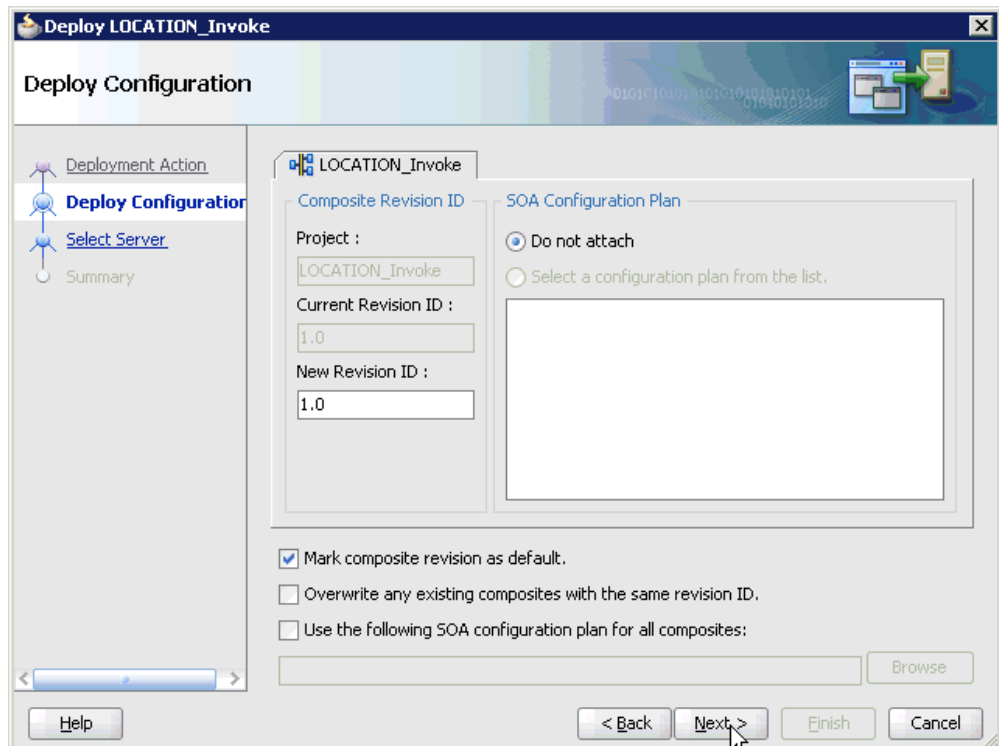 Deploy LOCATION_Invoke
Deploy Configuration
Deployment Action
Deploy Configuration
Select Server
Summary
LOCATION_Invoke
Composite Revision ID
Project :
LOCATION_Invoke
Current Revision ID :
1.0
New Revision ID :
1.0
SOA Configuration Plan
Do not attach
Select a configuration plan from the list.
Mark composite revision as default.
Overwrite any existing composites with the same revision ID.
Use the following SOA configuration plan for all composites:
Browse
Help
< Back
Next >
Finish
Cancel